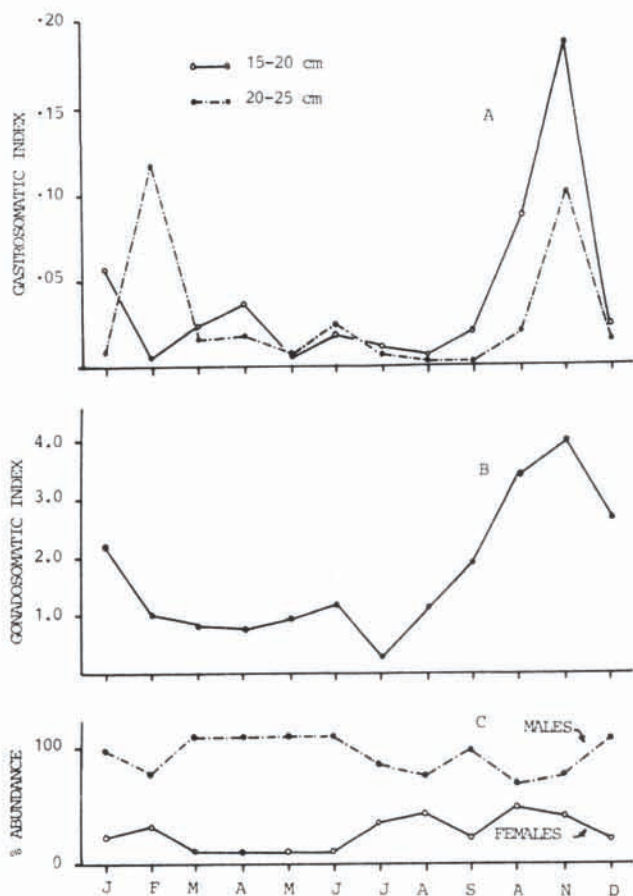 .20
15-20 cm
20-25 cm
A
.15
.10
.05
GASTROSOMATIC INDEX
4.0
B
3.0
2.0
1.0
GONADOSOMATIC INDEX
C
MALES
100
FEMALES
0
% ABUNDANCE
J F M A M J J A S A N D